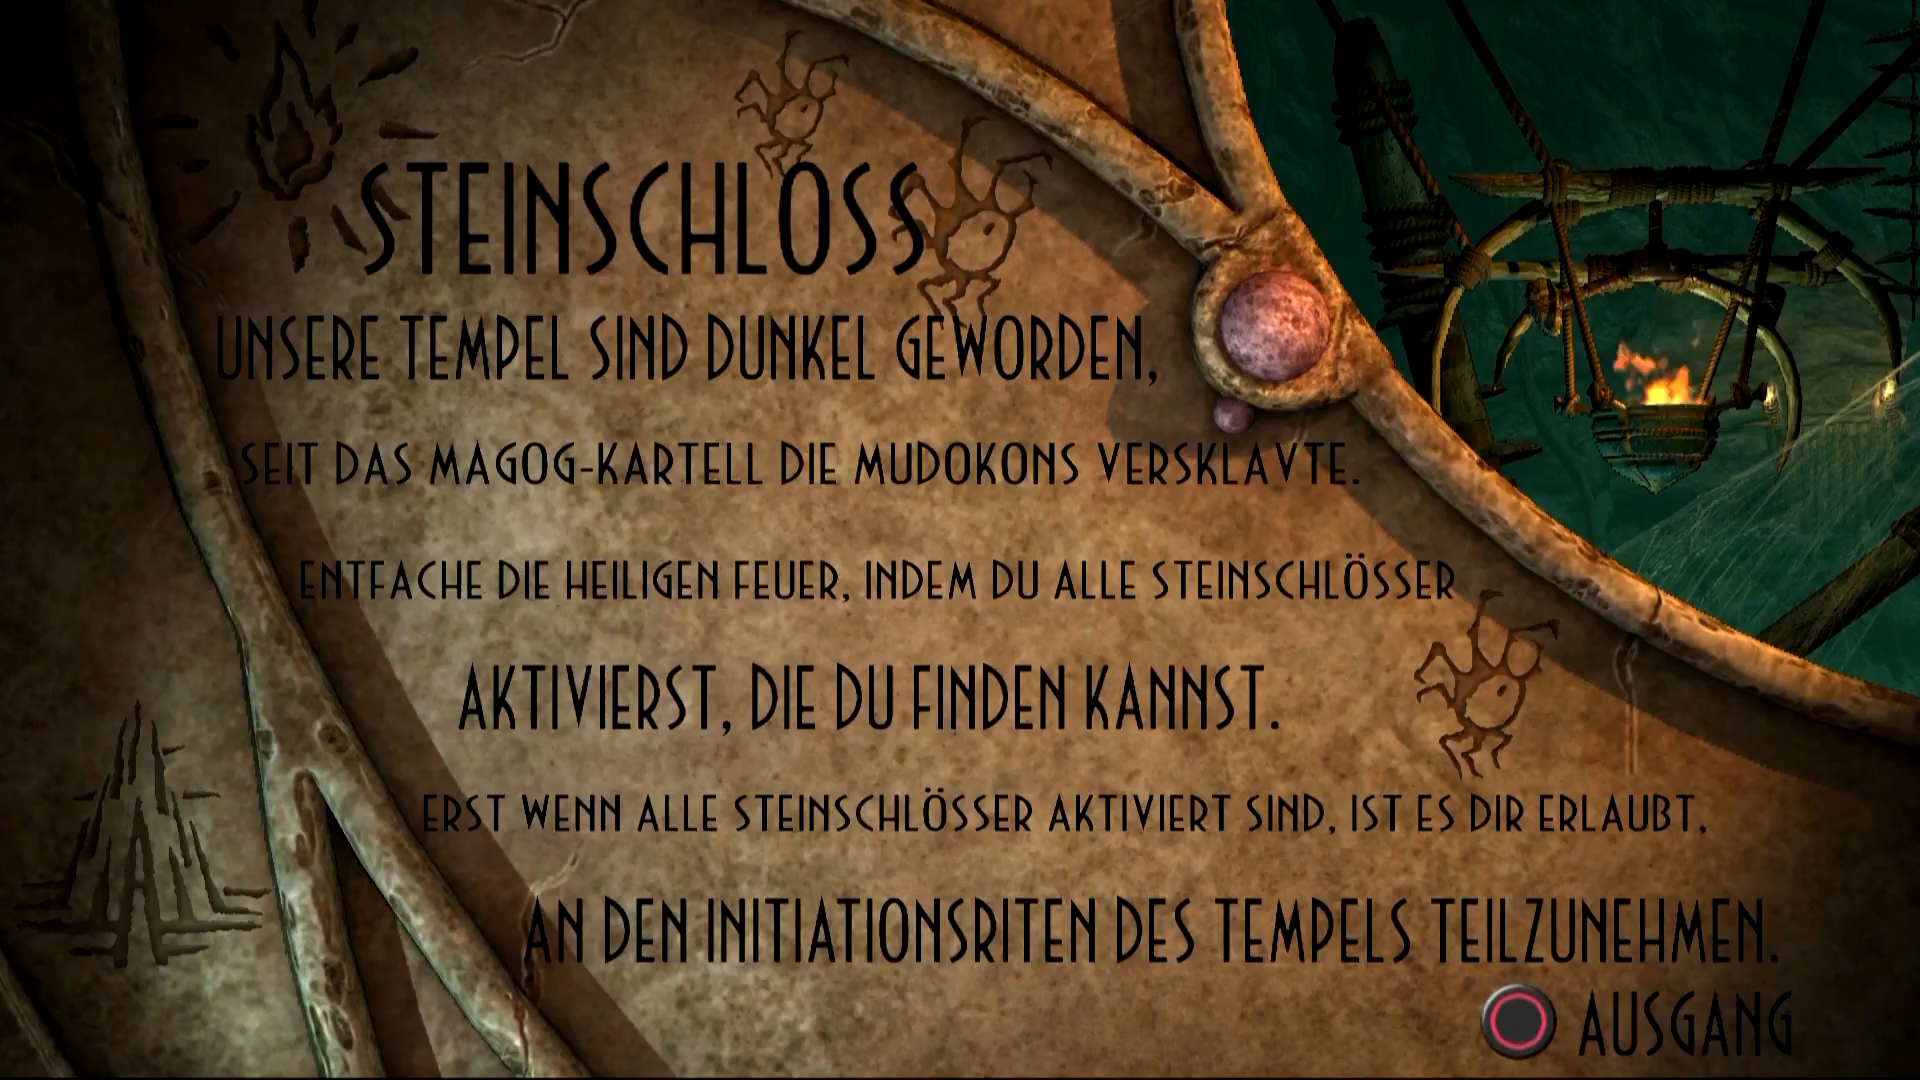 STEINSCHLOSS
UNSERE TEMPEL SIND DUNKEL GEWORDEN,
SEIT DAS MAGOG-KARTELL DIE MUDOKONS VERSKLAVTE.
ENTFACHE DIE HEILIGEN FEUER, INDEM DU ALLE STEINSCHLÖSSER
AKTIVIERST, DIE DU FINDEN KANNST.
ERST WENN ALLE STEINSCHLÖSSER AKTIVIERT SIND, IST ES DIR ERLAUBT,
AN DEN INITIATIONSRITEN DES TEMPELS TEILZUNEHMEN.
AUSGANG